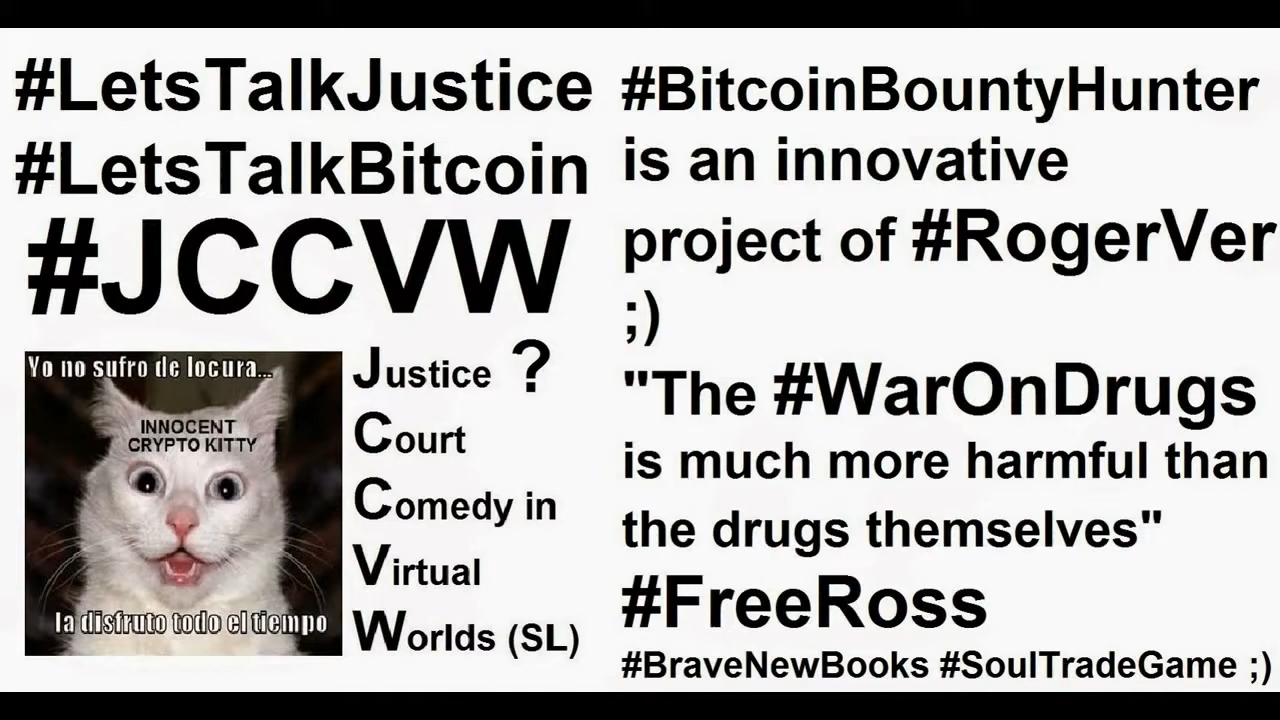 #LetsTalkJustice
#LetsTalkBitcoin
#JCCVW
Yo no sufro de locura...
INNOCENT
CRYPTO KITTY
la disfruto todo el tiempo
Justice ?
Court
Comedy in
Virtual
Worlds (SL)
#BitcoinBountyHunter
is an innovative
project of #RogerVer
;)
"The #WarOnDrugs
is much more harmful than
the drugs themselves"
#FreeRoss
#BraveNewBooks #SoulTradeGame ;)